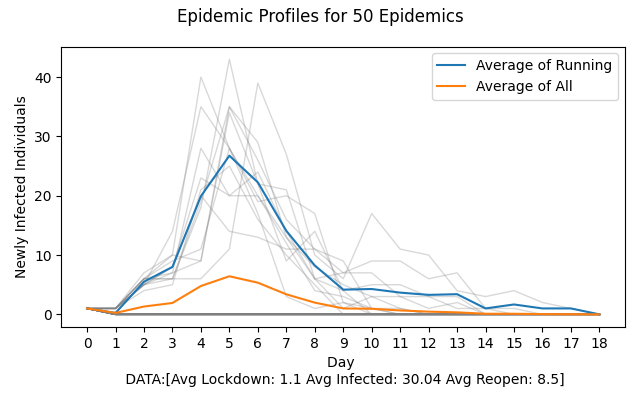 Epidemic Profiles for 50 Epidemics
Average of Running
Average of All
Newly Infected Individuals
40
30
20
10
0
0 1 2 3 4 5 6 7 8 9 10 11 12 13 14 15 16 17 18
Day
DATA:[Avg Lockdown: 1.1 Avg Infected: 30.04 Avg Reopen: 8.5]